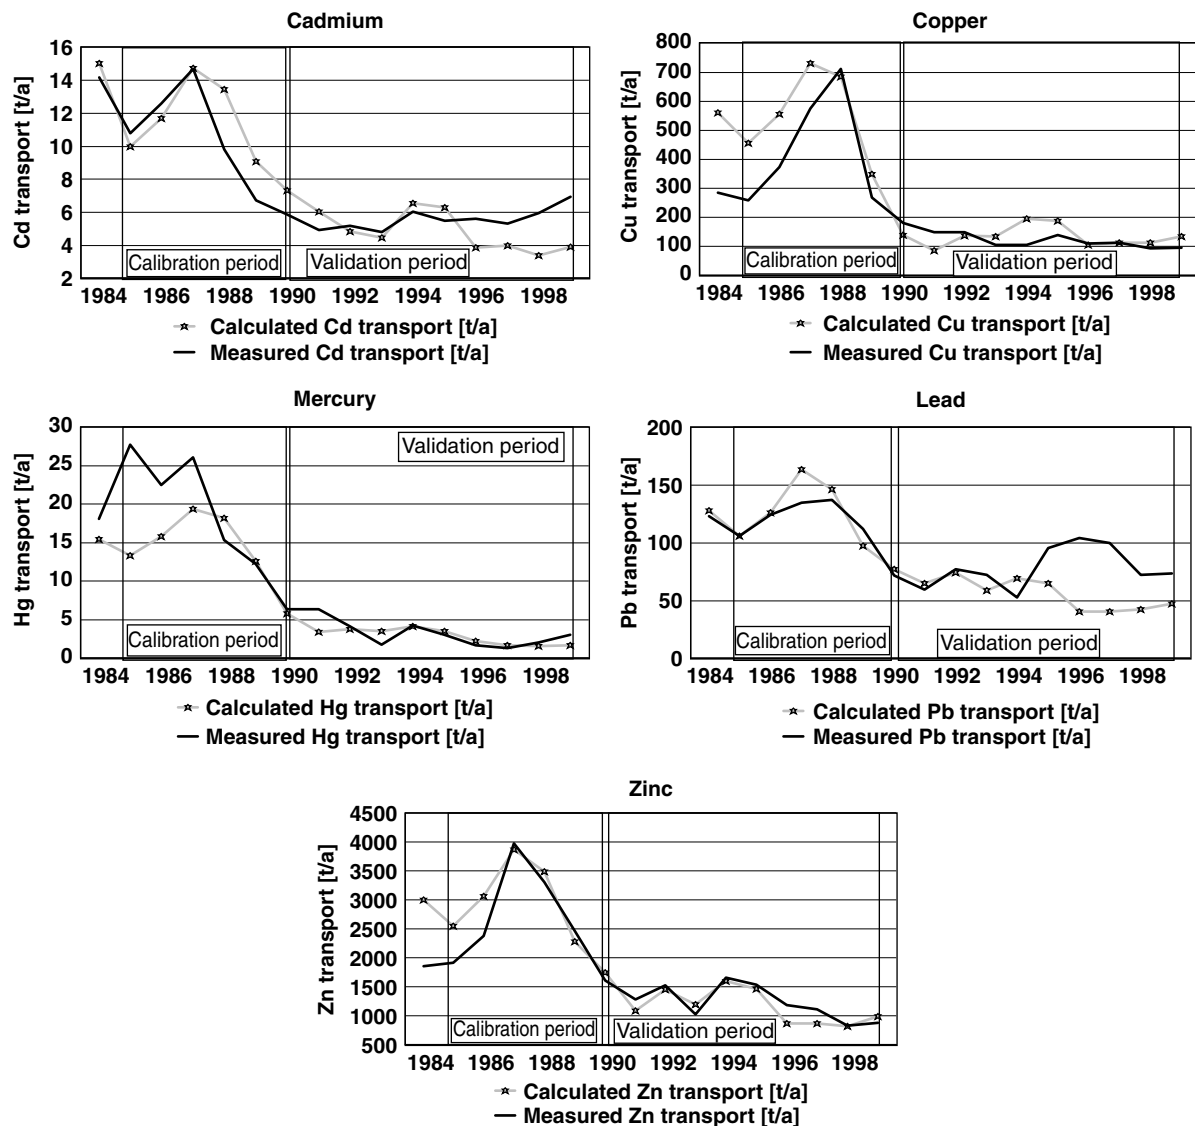 Cadmium
Cd transport [t/a]
16
14
12
10
8
6
4
2
Calibration period
Validation period
1984 1986 1988 1990 1992 1994 1996 1998
Calculated Cd transport [t/a]
Measured Cd transport [t/a]
Copper
Cu transport [t/a]
800
700
600
500
400
300
200
100
0
Calibration period
Validation period
1984 1986 1988 1990 1992 1994 1996 1998
Calculated Cu transport [t/a]
Measured Cu transport [t/a]
Mercury
Hg transport [t/a]
30
25
20
15
10
5
0
Validation period
Calibration period
1984 1986 1988 1990 1992 1994 1996 1998
Calculated Hg transport [t/a]
Measured Hg transport [t/a]
Lead
Pb transport [t/a]
200
150
100
50
0
Calibration period
Validation period
1984 1986 1988 1990 1992 1994 1996 1998
Calculated Pb transport [t/a]
Measured Pb transport [t/a]
Zinc
Zn transport [t/a]
4500
4000
3500
3000
2500
2000
1500
1000
500
Calibration period
Validation period
1984 1986 1988 1990 1992 1994 1996 1998
Calculated Zn transport [t/a]
Measured Zn transport [t/a]